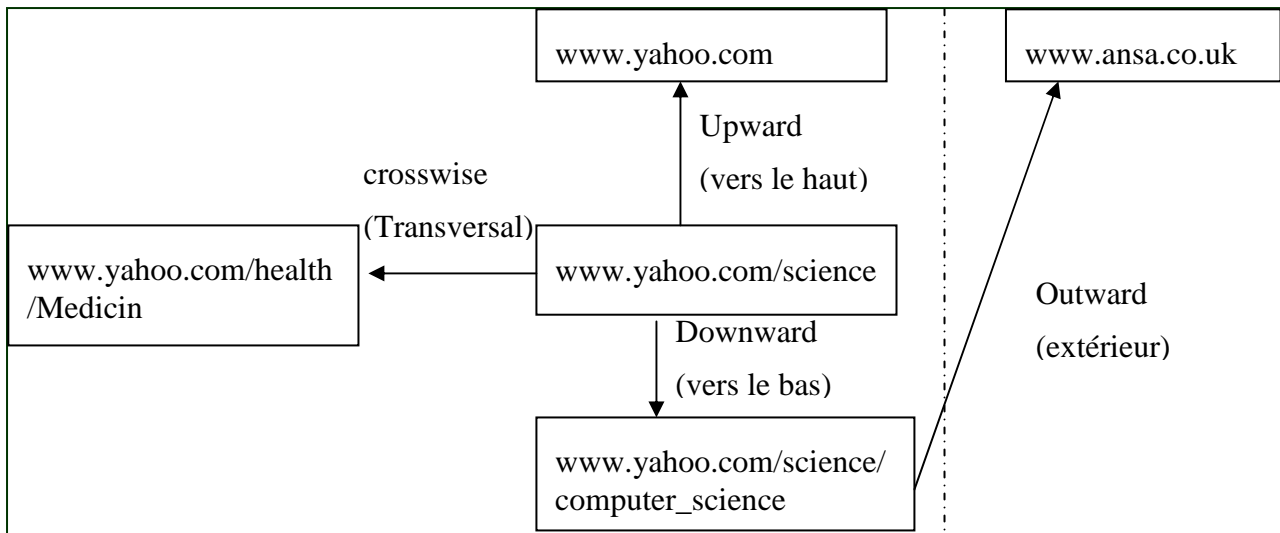 www.yahoo.com
www.ansa.co.uk
Upward
(vers le haut)
crosswise
(Transversal)
www.yahoo.com/health
/Medicin
www.yahoo.com/science
Outward
(extérieur)
Downward
(vers le bas)
www.yahoo.com/science/
computer_science